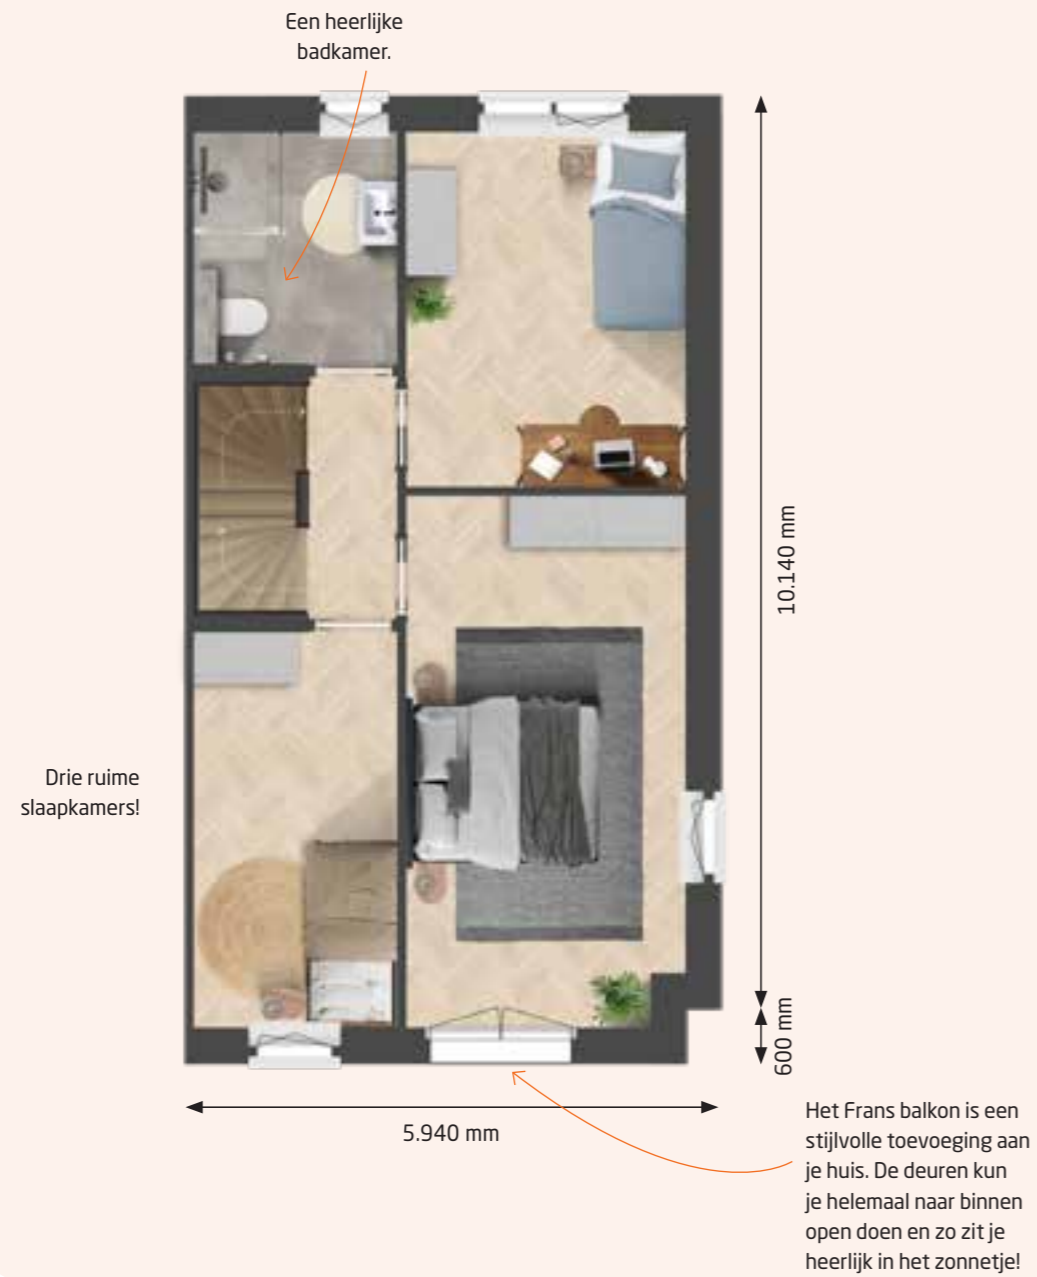 Een heerlijke
badkamer.
10.140 mm
Drie ruime
slaapkamers!
600 mm
5.940 mm
Het Frans balkon is een
stijlvolle toevoeging aan
je huis. De deuren kun
je helemaal naar binnen
open doen en zo zit je
heerlijk in het zonnetje!